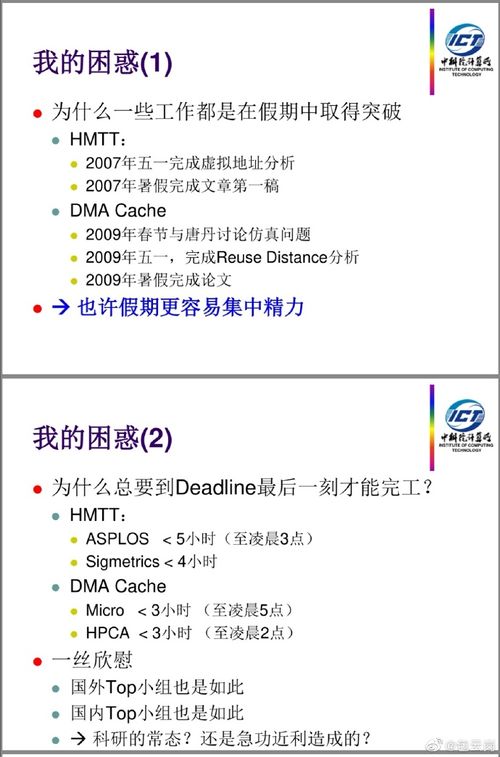 我的困惑(1)
ICT
中科院计算所
INSTITUTE OF COMPUTING
TECHNOLOGY
为什么一些工作都是在假期中取得突破
HMTT：
2007年五一完成虚拟地址分析
2007年暑假完成文章第一稿
DMA Cache
2009年春节与唐丹讨论仿真问题
2009年五一，完成Reuse Distance分析
2009年暑假完成论文
→ 也许假期更容易集中精力
我的困惑(2)
ICT
中科院计算所
INSTITUTE OF COMPUTING
TECHNOLOGY
为什么总要到Deadline最后一刻才能完工？
HMTT：
ASPLOS < 5小时（至凌晨3点）
Sigmetrics < 4小时
DMA Cache
Micro < 3小时 （至凌晨5点）
HPCA < 3小时 （至凌晨2点）
一丝欣慰
国外Top小组也是如此
国内Top小组也是如此
→ 科研的常态？还是急功近利造成的？
@包云岗